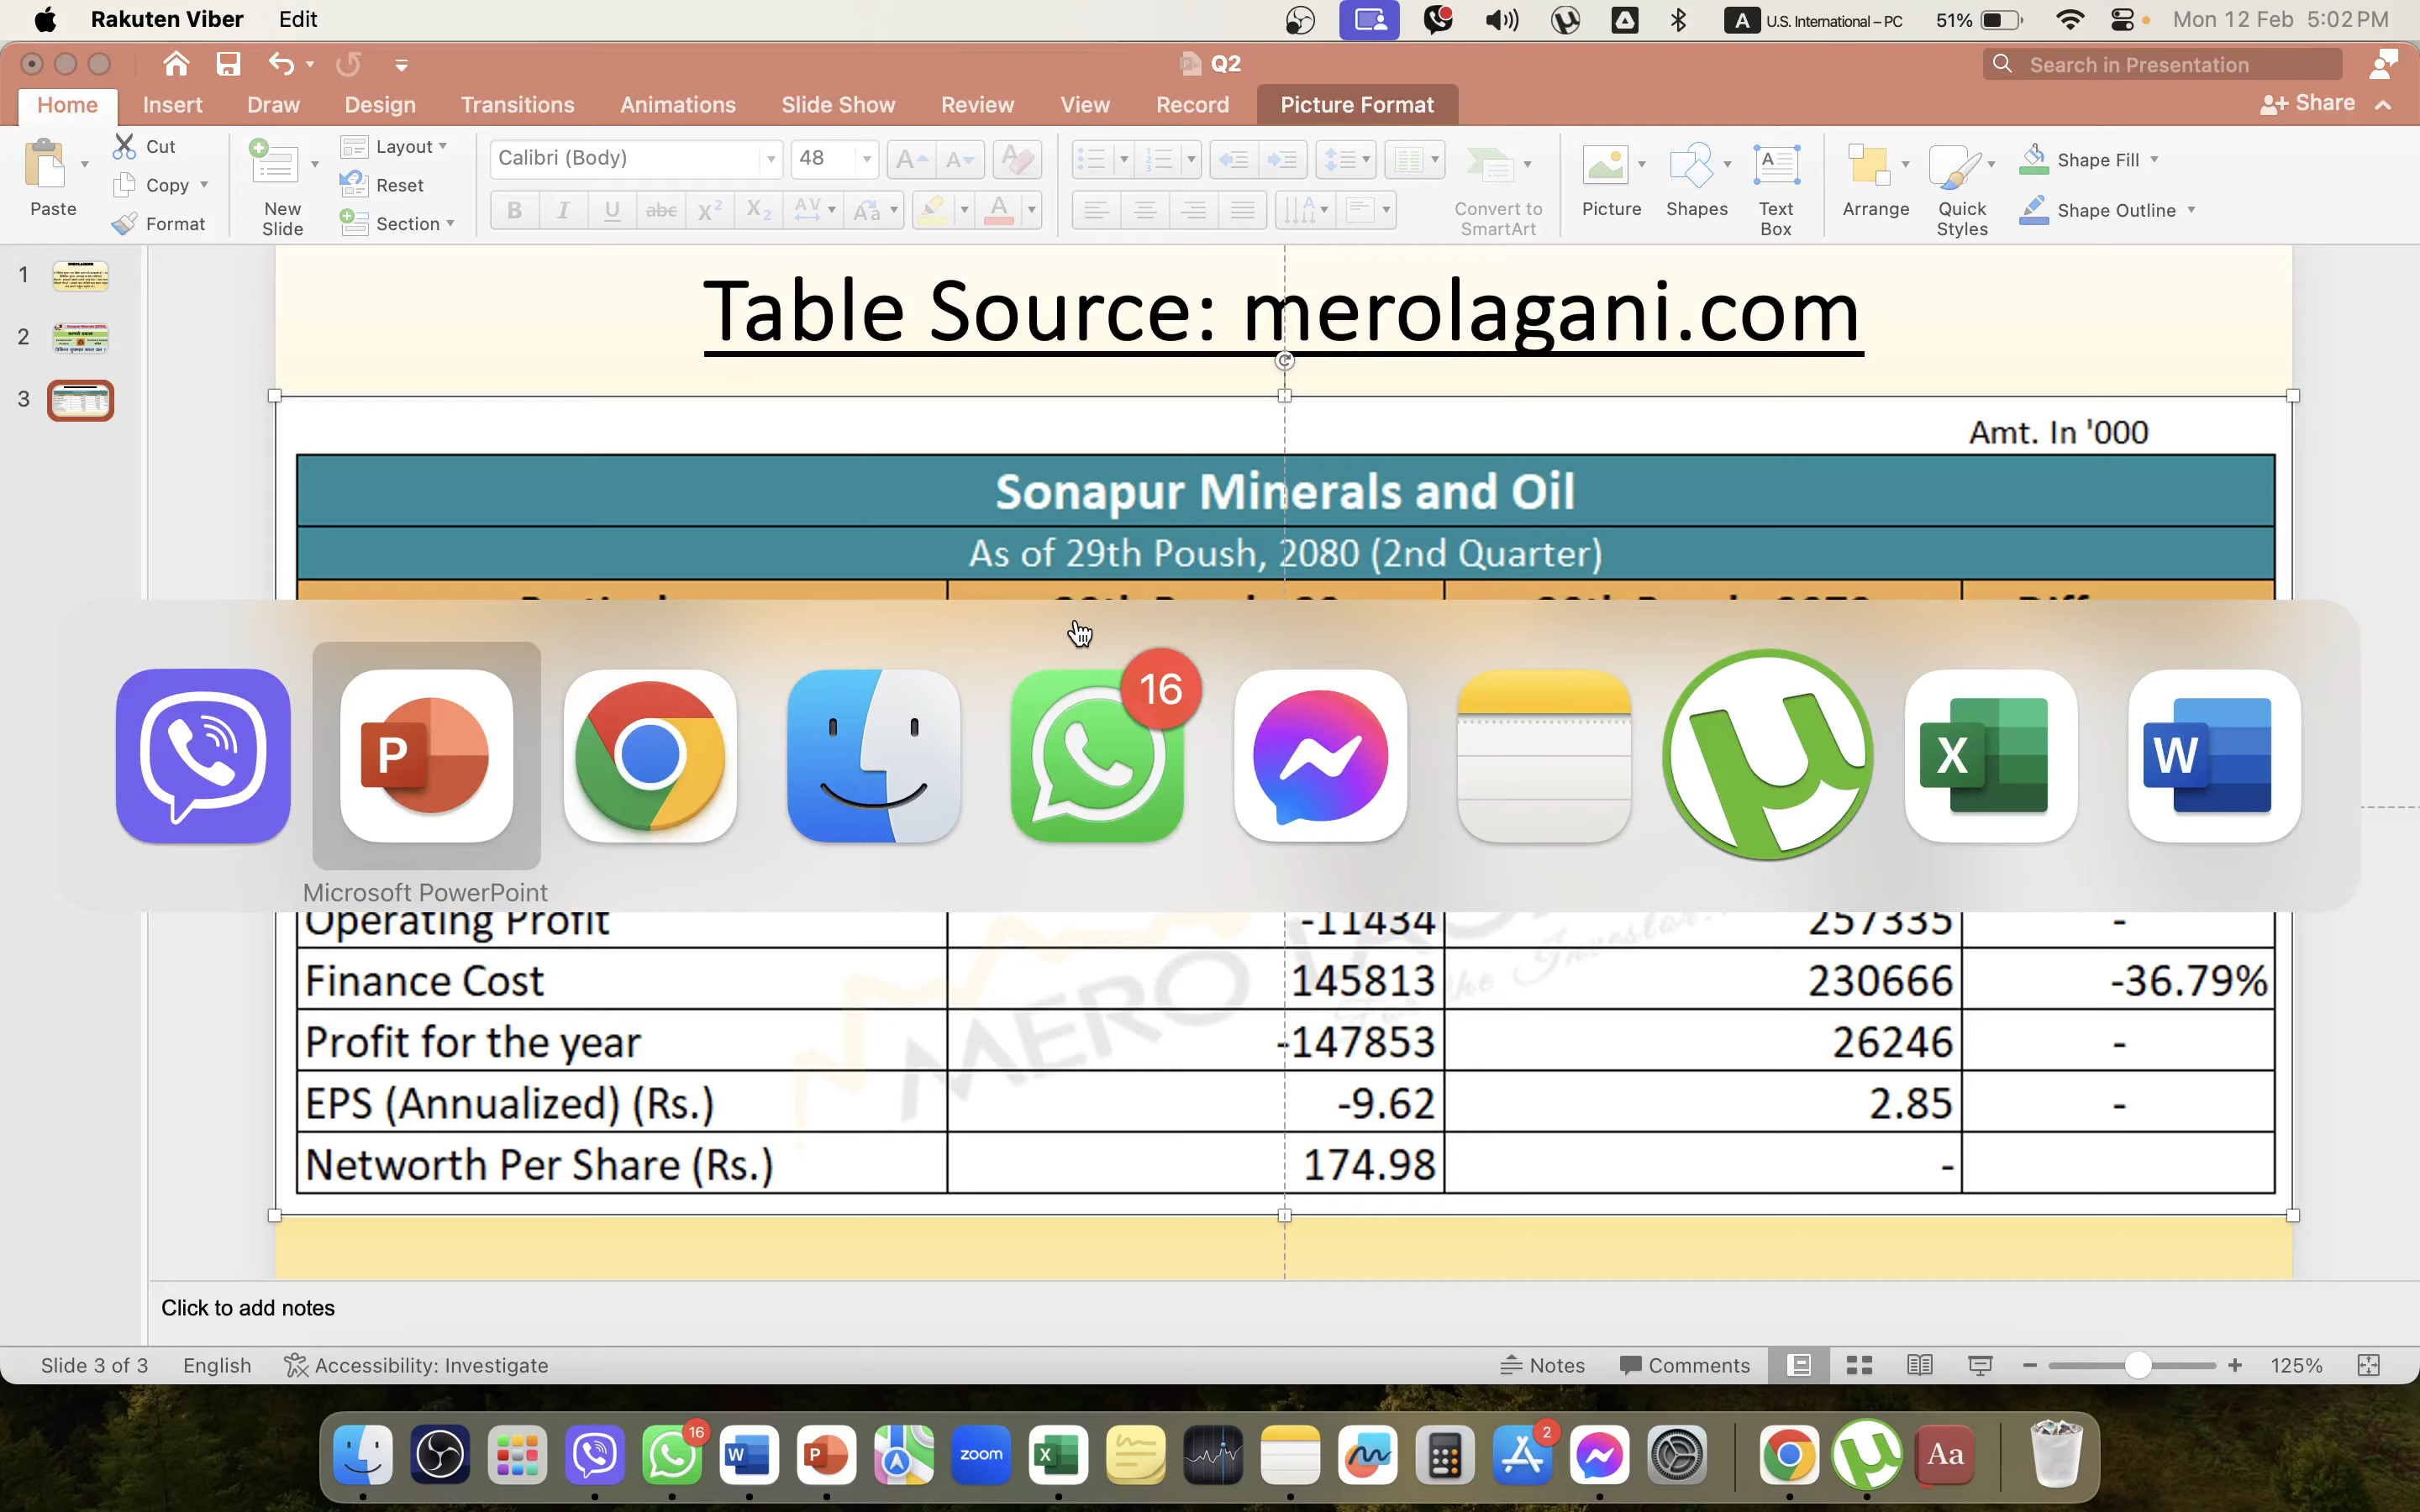 Rakuten Viber Edit
A U.S. International – PC 51% Mon 12 Feb 5:02 PM
Q2
Search in Presentation
Home Insert Draw Design Transitions Animations Slide Show Review View Record Picture Format
Share
Paste
Cut
Copy
Format
New Slide
Layout
Reset
Section
Calibri (Body) 48
Convert to SmartArt
Picture
Shapes
Text Box
Arrange
Quick Styles
Shape Fill
Shape Outline
1
2
3
Table Source: merolagani.com
Amt. In '000
Sonapur Minerals and Oil
As of 29th Poush, 2080 (2nd Quarter)
16
Microsoft PowerPoint
Operating Profit -11434 257335 -
Finance Cost 145813 230666 -36.79%
Profit for the year -147853 26246 -
EPS (Annualized) (Rs.) -9.62 2.85 -
Networth Per Share (Rs.) 174.98 -
MERO
Click to add notes
Slide 3 of 3 English Accessibility: Investigate
Notes Comments 125%
16
zoom
2
Aa